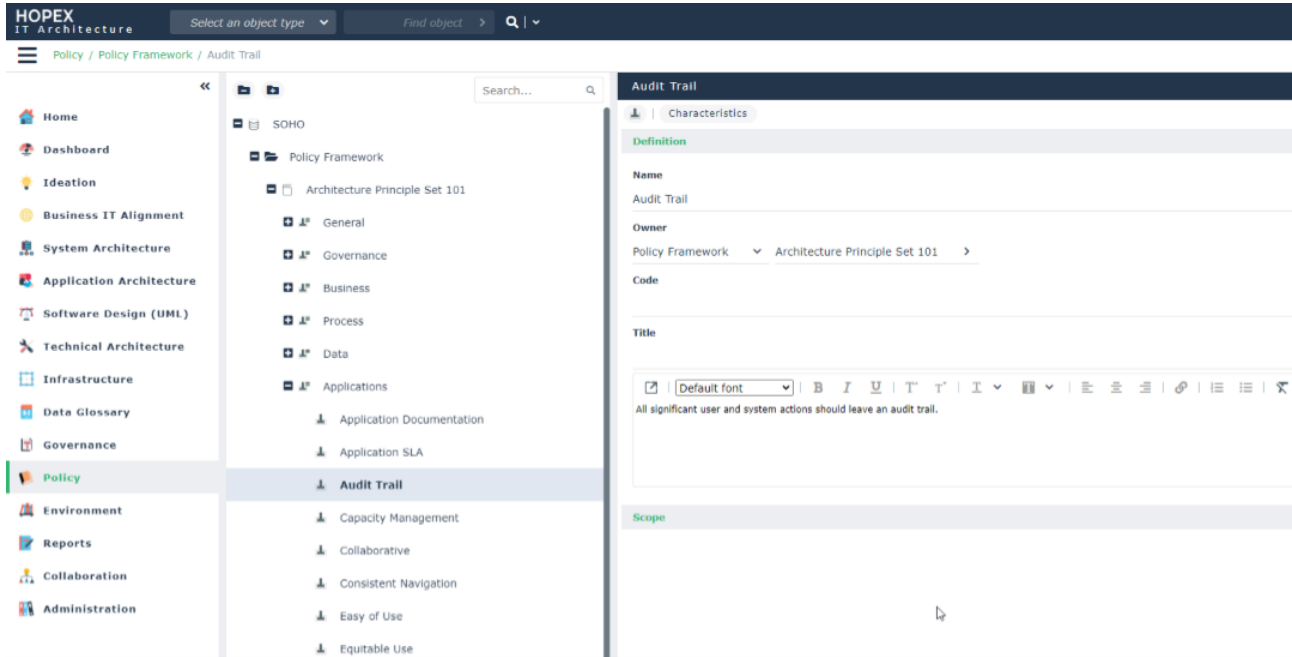 HOPEX
IT Architecture
Select an object type
Find object
Policy / Policy Framework / Audit Trail
Home
Dashboard
Ideation
Business IT Alignment
System Architecture
Application Architecture
Software Design (UML)
Technical Architecture
Infrastructure
Data Glossary
Governance
Policy
Environment
Reports
Collaboration
Administration
Search...
SOHO
Policy Framework
Architecture Principle Set 101
General
Governance
Business
Process
Data
Applications
Application Documentation
Application SLA
Audit Trail
Capacity Management
Collaborative
Consistent Navigation
Easy of Use
Equitable Use
Audit Trail
Characteristics
Definition
Name
Audit Trail
Owner
Policy Framework Architecture Principle Set 101
Code
Title
Default font B I U
All significant user and system actions should leave an audit trail.
Scope